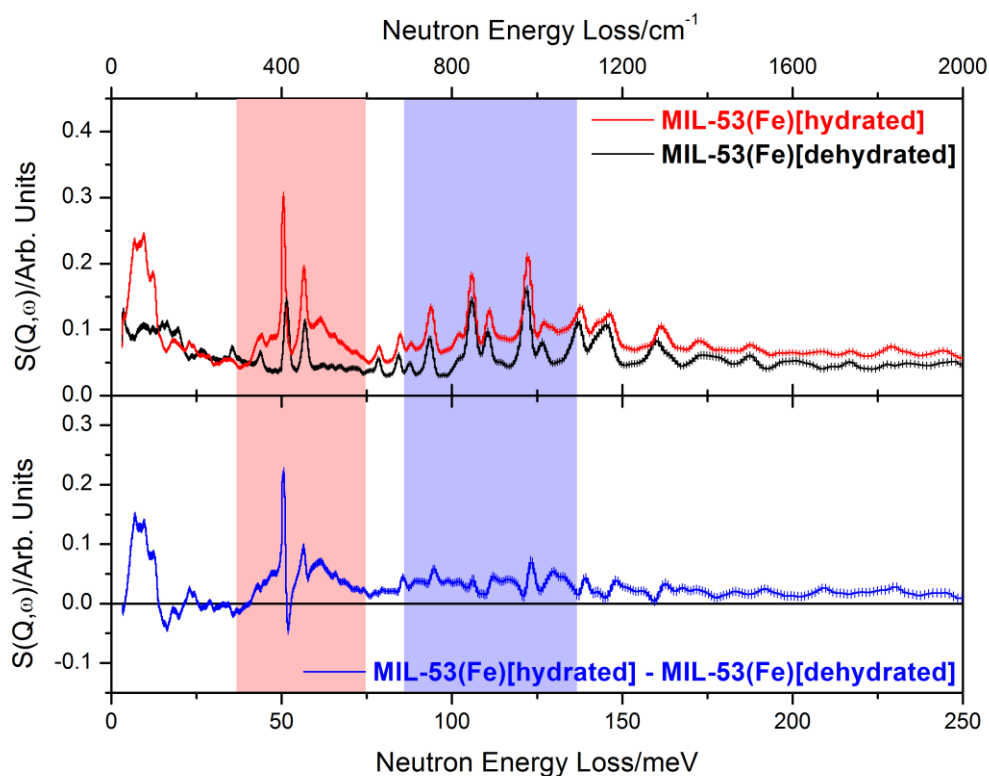 Neutron Energy Loss/cm⁻¹
0 400 800 1200 1600 2000
MIL-53(Fe)[hydrated]
MIL-53(Fe)[dehydrated]
S(Q,ω)/Arb. Units
0.4
0.3
0.2
0.1
0.0
S(Q,ω)/Arb. Units
0.3
0.2
0.1
0.0
-0.1
MIL-53(Fe)[hydrated] - MIL-53(Fe)[dehydrated]
0 50 100 150 200 250
Neutron Energy Loss/meV